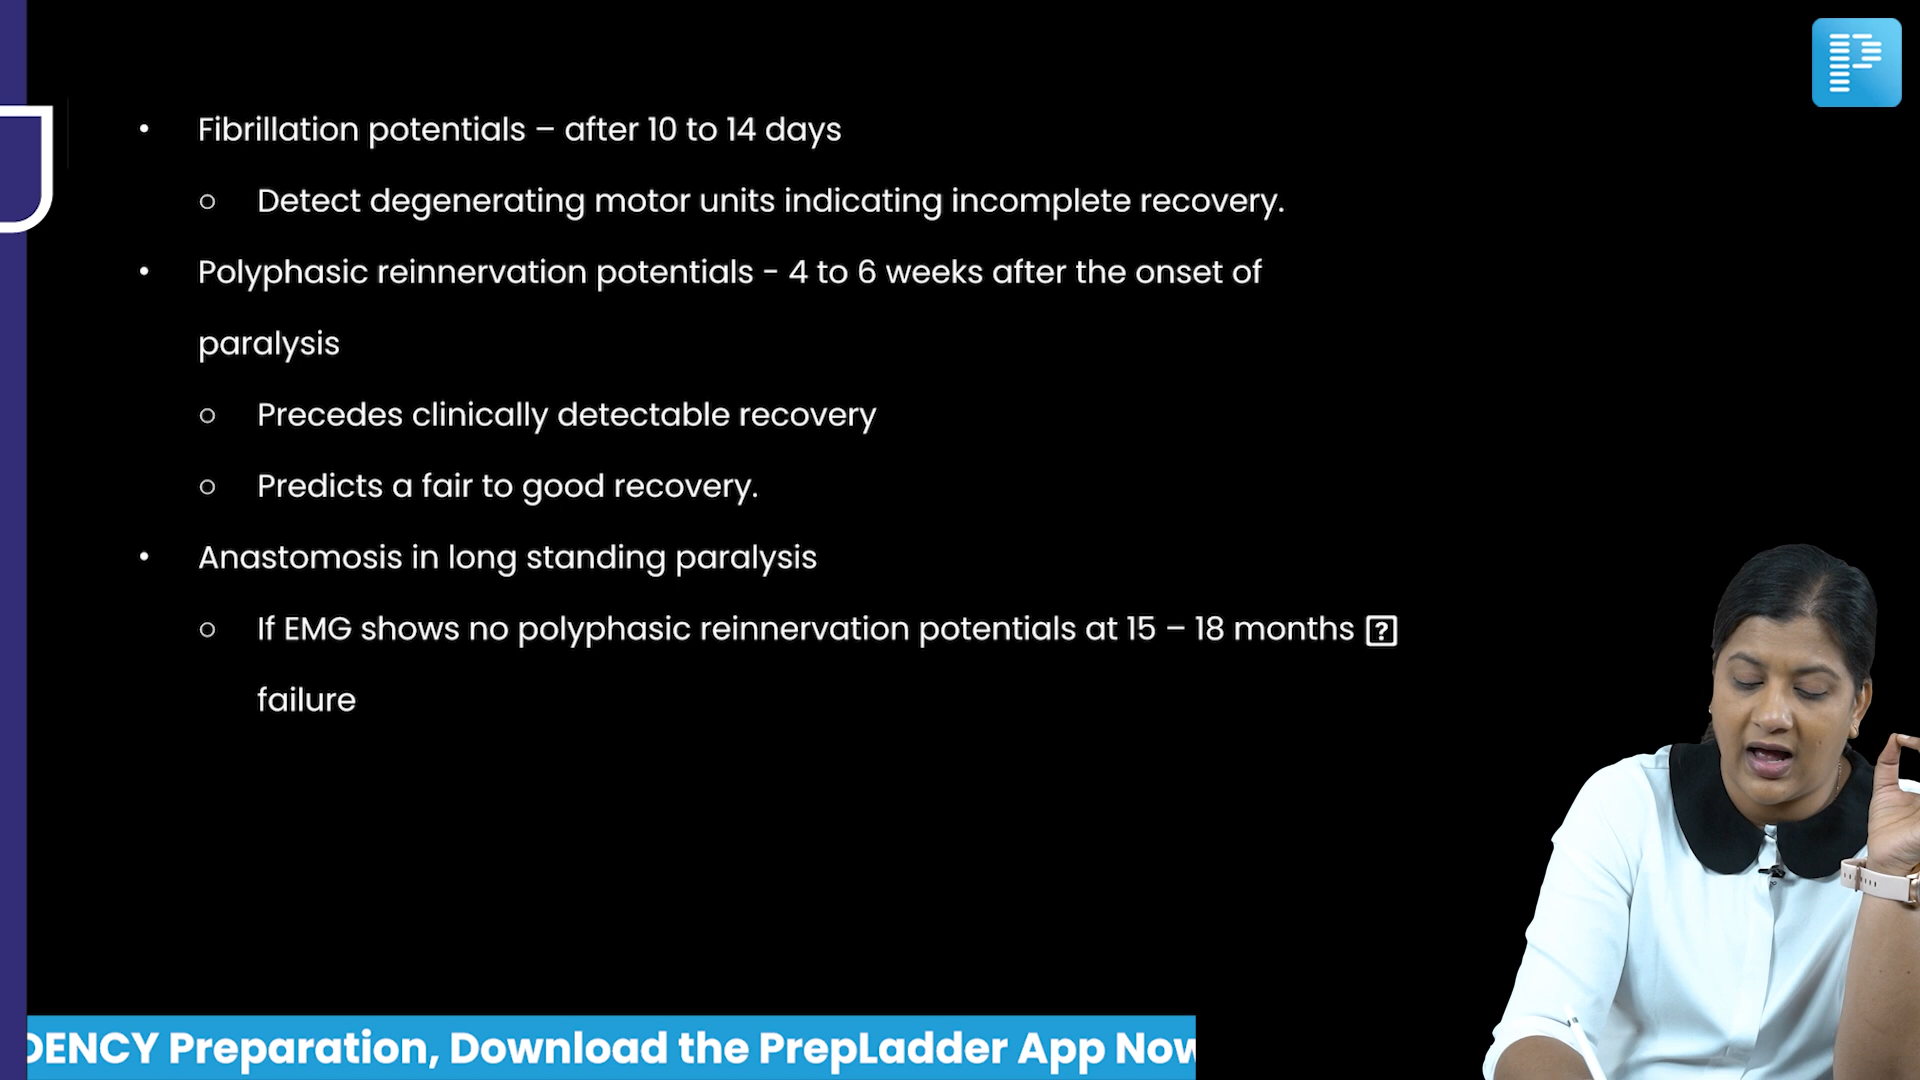 • Fibrillation potentials – after 10 to 14 days
○ Detect degenerating motor units indicating incomplete recovery.
• Polyphasic reinnervation potentials - 4 to 6 weeks after the onset of
paralysis
○ Precedes clinically detectable recovery
○ Predicts a fair to good recovery.
• Anastomosis in long standing paralysis
○ If EMG shows no polyphasic reinnervation potentials at 15 – 18 months ⍰
failure
DENCY Preparation, Download the PrepLadder App Now